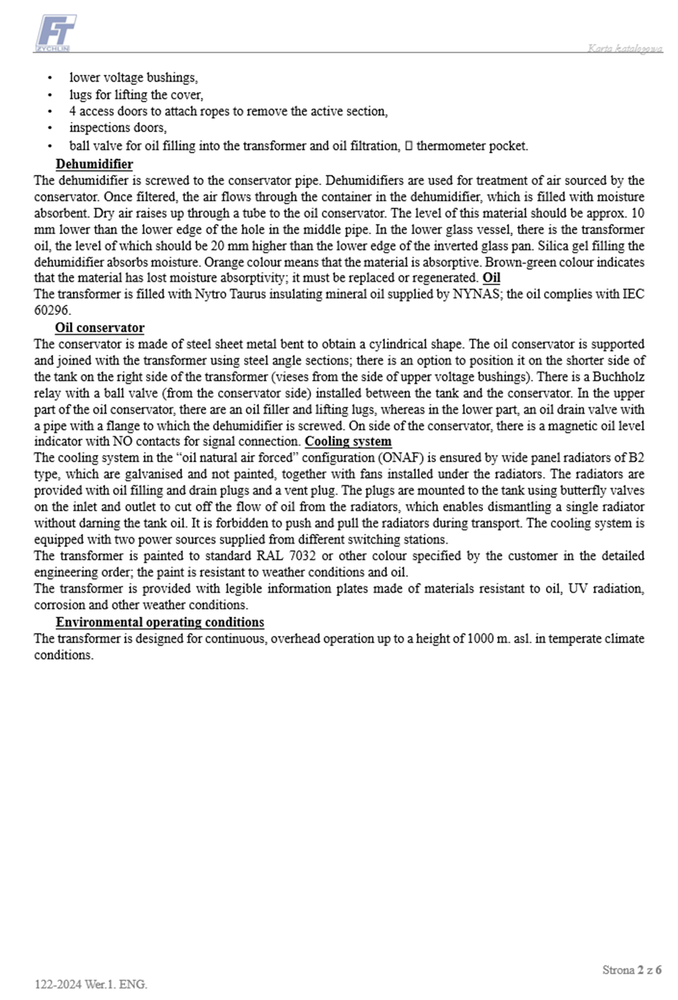 FT
ZYCHLIN
Karta katalogowa
• lower voltage bushings,
• lugs for lifting the cover,
• 4 access doors to attach ropes to remove the active section,
• inspections doors,
• ball valve for oil filling into the transformer and oil filtration, ▯ thermometer pocket.
Dehumidifier
The dehumidifier is screwed to the conservator pipe. Dehumidifiers are used for treatment of air sourced by the
conservator. Once filtered, the air flows through the container in the dehumidifier, which is filled with moisture
absorbent. Dry air raises up through a tube to the oil conservator. The level of this material should be approx. 10
mm lower than the lower edge of the hole in the middle pipe. In the lower glass vessel, there is the transformer
oil, the level of which should be 20 mm higher than the lower edge of the inverted glass pan. Silica gel filling the
dehumidifier absorbs moisture. Orange colour means that the material is absorptive. Brown-green colour indicates
that the material has lost moisture absorptivity; it must be replaced or regenerated. Oil
The transformer is filled with Nytro Taurus insulating mineral oil supplied by NYNAS; the oil complies with IEC
60296.
Oil conservator
The conservator is made of steel sheet metal bent to obtain a cylindrical shape. The oil conservator is supported
and joined with the transformer using steel angle sections; there is an option to position it on the shorter side of
the tank on the right side of the transformer (vieses from the side of upper voltage bushings). There is a Buchholz
relay with a ball valve (from the conservator side) installed between the tank and the conservator. In the upper
part of the oil conservator, there are an oil filler and lifting lugs, whereas in the lower part, an oil drain valve with
a pipe with a flange to which the dehumidifier is screwed. On side of the conservator, there is a magnetic oil level
indicator with NO contacts for signal connection. Cooling system
The cooling system in the “oil natural air forced” configuration (ONAF) is ensured by wide panel radiators of B2
type, which are galvanised and not painted, together with fans installed under the radiators. The radiators are
provided with oil filling and drain plugs and a vent plug. The plugs are mounted to the tank using butterfly valves
on the inlet and outlet to cut off the flow of oil from the radiators, which enables dismantling a single radiator
without darning the tank oil. It is forbidden to push and pull the radiators during transport. The cooling system is
equipped with two power sources supplied from different switching stations.
The transformer is painted to standard RAL 7032 or other colour specified by the customer in the detailed
engineering order; the paint is resistant to weather conditions and oil.
The transformer is provided with legible information plates made of materials resistant to oil, UV radiation,
corrosion and other weather conditions.
Environmental operating conditions
The transformer is designed for continuous, overhead operation up to a height of 1000 m. asl. in temperate climate
conditions.
Strona 2 z 6
122-2024 Wer.1. ENG.